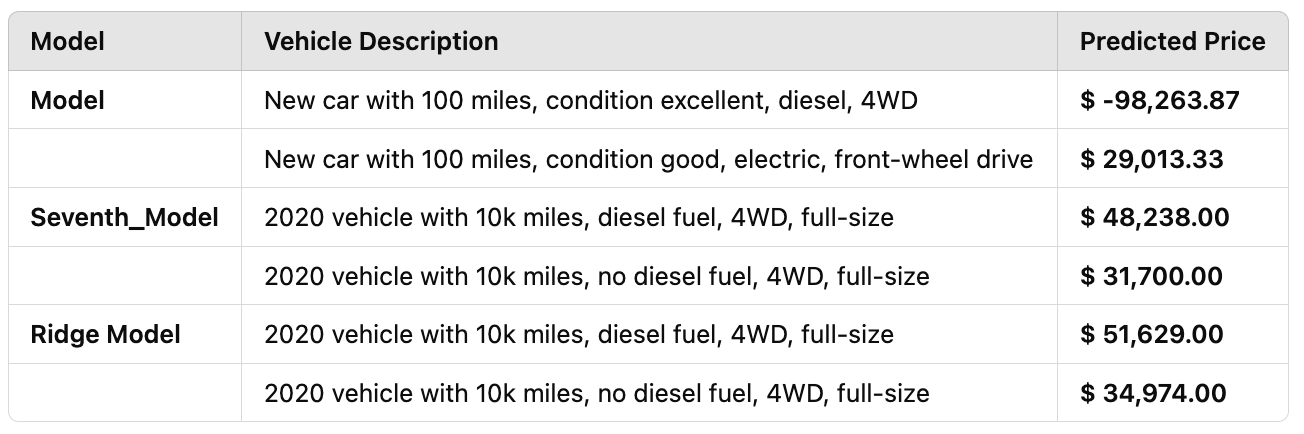 Model Vehicle Description Predicted Price
Model New car with 100 miles, condition excellent, diesel, 4WD $ -98,263.87
New car with 100 miles, condition good, electric, front-wheel drive $ 29,013.33
Seventh_Model 2020 vehicle with 10k miles, diesel fuel, 4WD, full-size $ 48,238.00
2020 vehicle with 10k miles, no diesel fuel, 4WD, full-size $ 31,700.00
Ridge Model 2020 vehicle with 10k miles, diesel fuel, 4WD, full-size $ 51,629.00
2020 vehicle with 10k miles, no diesel fuel, 4WD, full-size $ 34,974.00